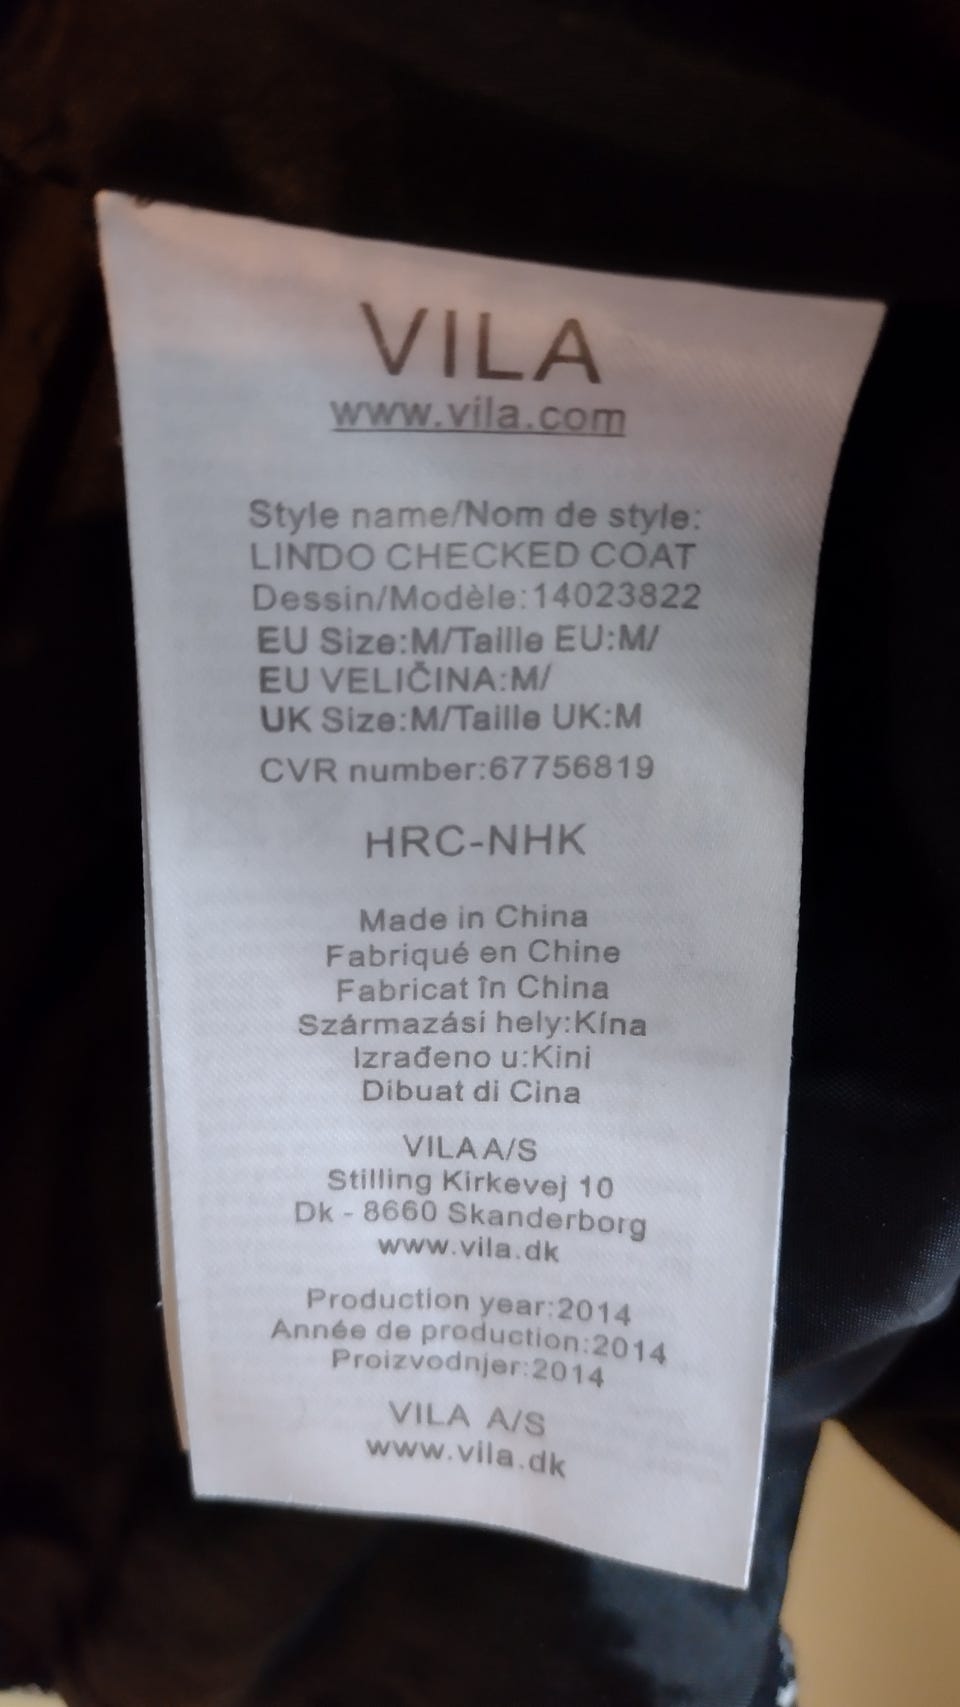 VILA
www.vila.com
Style name/Nom de style:
LINDO CHECKED COAT
Dessin/Modèle:14023822
EU Size:M/Taille EU:M/
EU VELIČINA:M/
UK Size:M/Taille UK:M
CVR number:67756819
HRC-NHK
Made in China
Fabriqué en Chine
Fabricat în China
Származási hely:Kína
Izrađeno u:Kini
Dibuat di Cina
VILA A/S
Stilling Kirkevej 10
Dk - 8660 Skanderborg
www.vila.dk
Production year:2014
Année de production:2014
Proizvodnjer:2014
VILA A/S
www.vila.dk